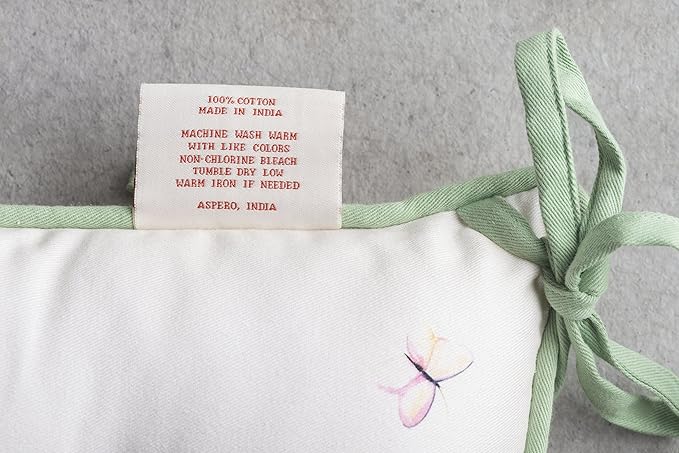 100% COTTON
MADE IN INDIA
MACHINE WASH WARM
WITH LIKE COLORS
NON-CHLORINE BLEACH
TUMBLE DRY LOW
WARM IRON IF NEEDED
ASPERO, INDIA